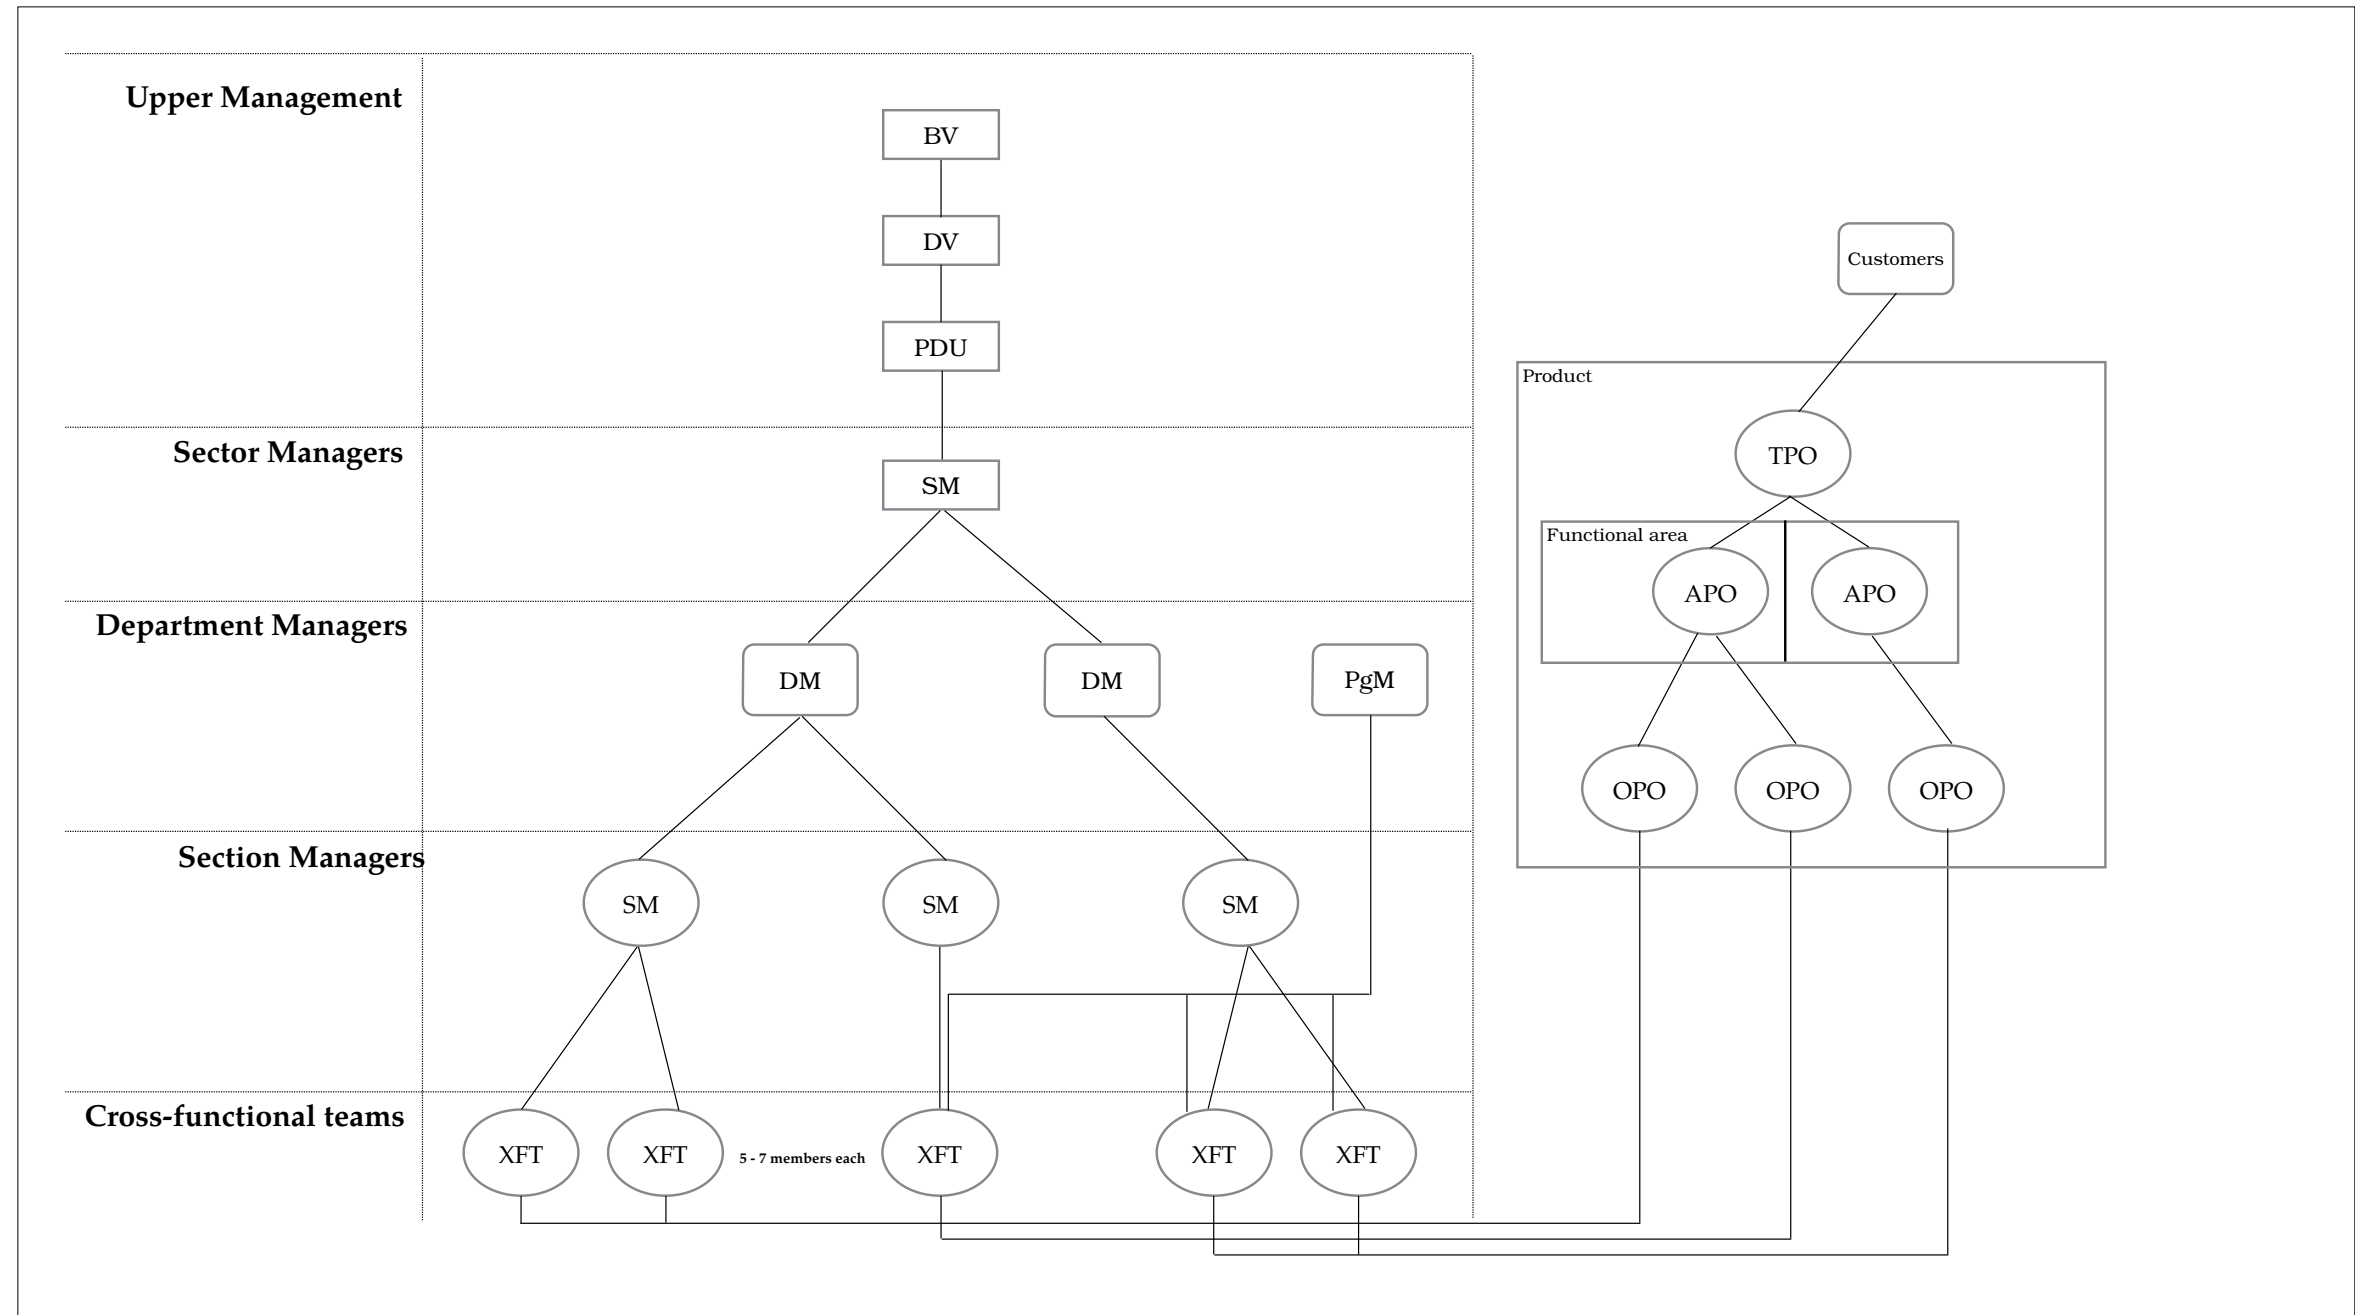 Upper Management
BV
DV
PDU
Sector Managers
SM
Department Managers
DM
DM
PgM
Section Managers
SM
SM
SM
Cross-functional teams
XFT
XFT
5 - 7 members each
XFT
XFT
XFT
Customers
Product
TPO
Functional area
APO
APO
OPO
OPO
OPO